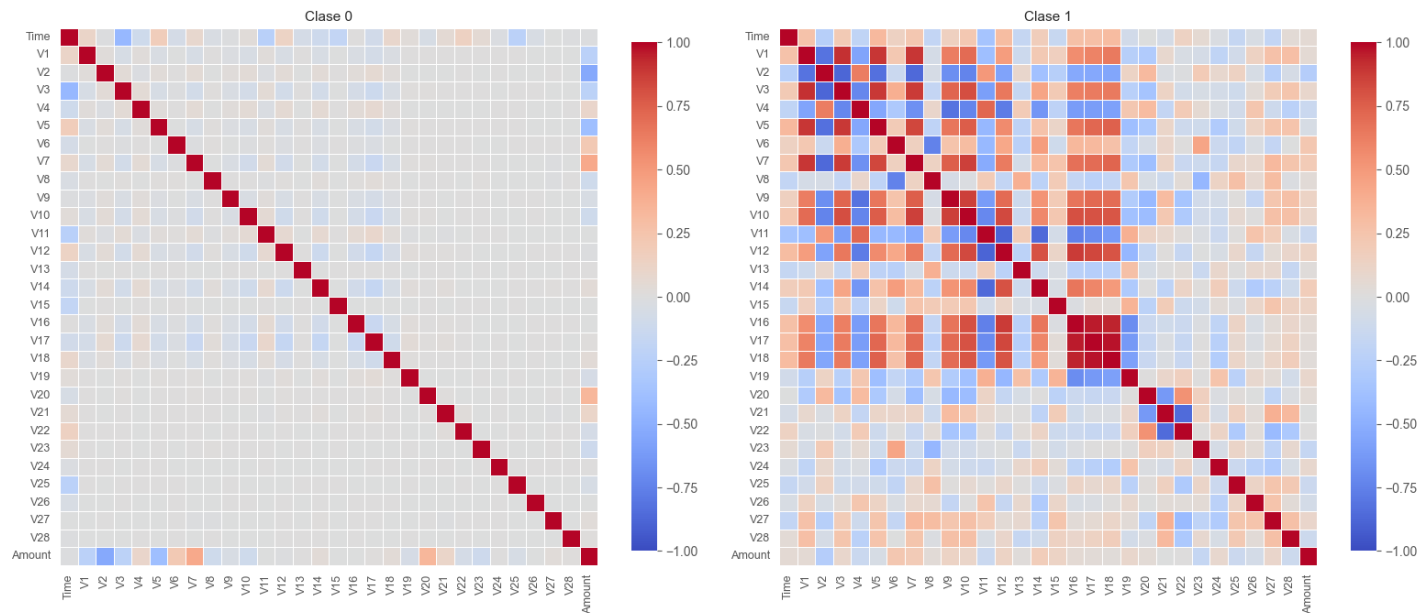 Clase 0
Time
V1
V2
V3
V4
V5
V6
V7
V8
V9
V10
V11
V12
V13
V14
V15
V16
V17
V18
V19
V20
V21
V22
V23
V24
V25
V26
V27
V28
Amount
Time
V1
V2
V3
V4
V5
V6
V7
V8
V9
V10
V11
V12
V13
V14
V15
V16
V17
V18
V19
V20
V21
V22
V23
V24
V25
V26
V27
V28
Amount
1.00
0.75
0.50
0.25
0.00
−0.25
−0.50
−0.75
−1.00
Clase 1
Time
V1
V2
V3
V4
V5
V6
V7
V8
V9
V10
V11
V12
V13
V14
V15
V16
V17
V18
V19
V20
V21
V22
V23
V24
V25
V26
V27
V28
Amount
Time
V1
V2
V3
V4
V5
V6
V7
V8
V9
V10
V11
V12
V13
V14
V15
V16
V17
V18
V19
V20
V21
V22
V23
V24
V25
V26
V27
V28
Amount
1.00
0.75
0.50
0.25
0.00
−0.25
−0.50
−0.75
−1.00